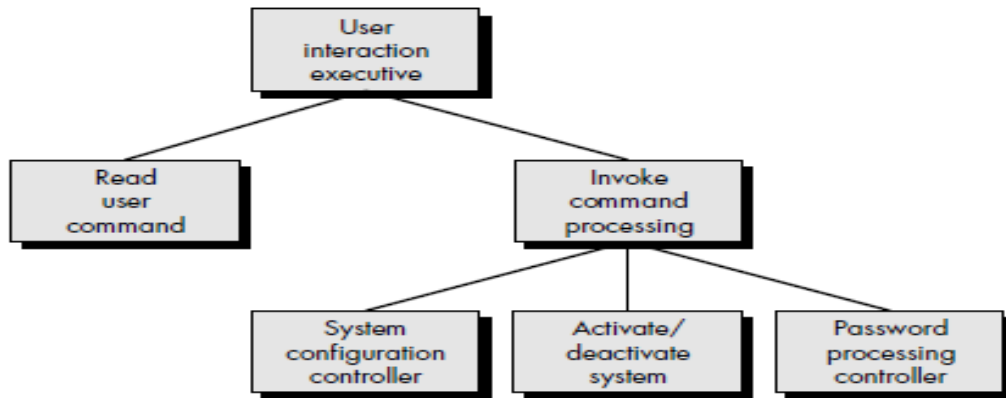 User
interaction
executive
Read
user
command
Invoke
command
processing
System
configuration
controller
Activate/
deactivate
system
Password
processing
controller